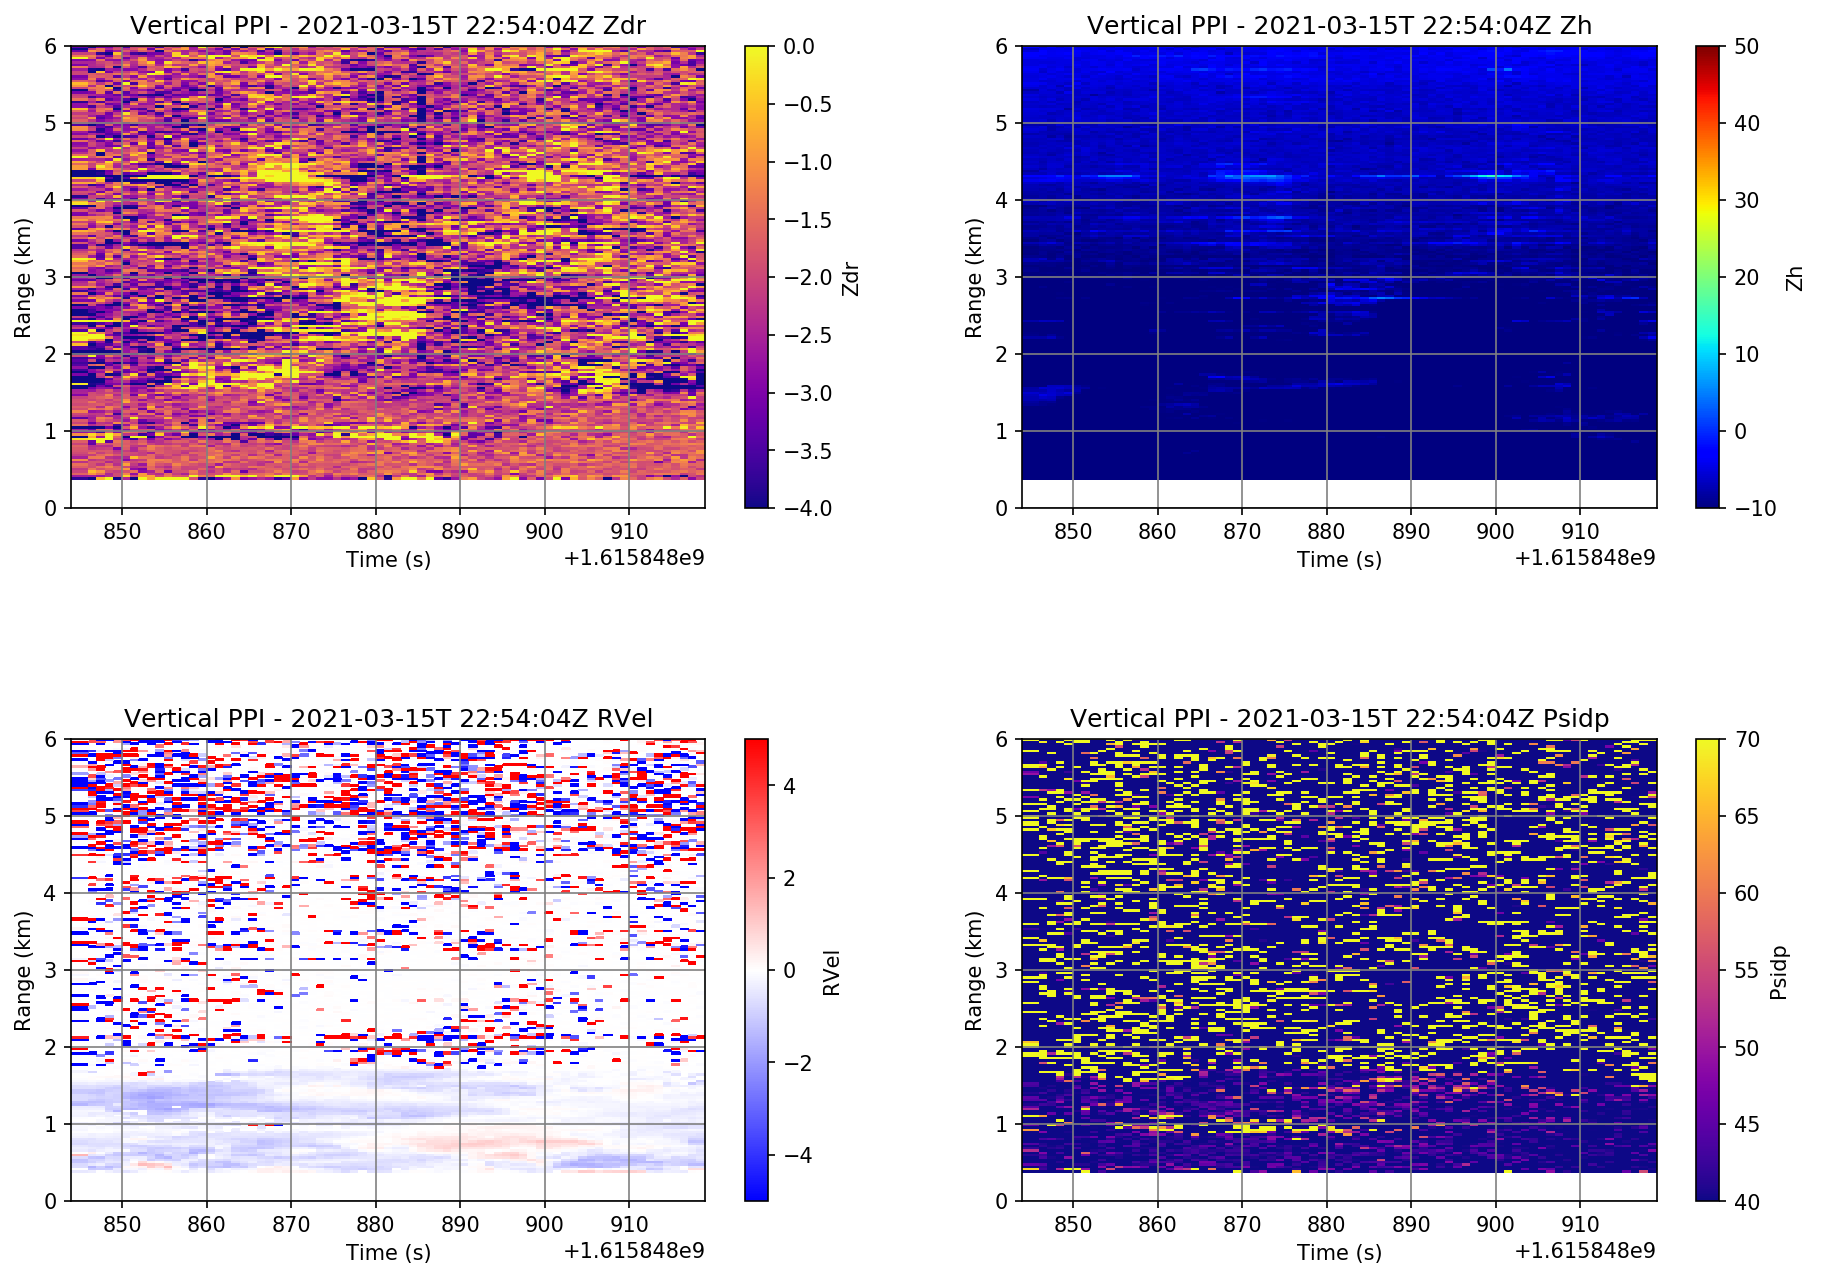 Vertical PPI - 2021-03-15T 22:54:04Z Zdr
6
5
4
3
2
1
0
Range (km)
850 860 870 880 890 900 910
Time (s)
+1.615848e9
0.0
−0.5
−1.0
−1.5
−2.0
−2.5
−3.0
−3.5
−4.0
Zdr
Vertical PPI - 2021-03-15T 22:54:04Z Zh
6
5
4
3
2
1
0
Range (km)
850 860 870 880 890 900 910
Time (s)
+1.615848e9
50
40
30
20
10
0
−10
Zh
Vertical PPI - 2021-03-15T 22:54:04Z RVel
6
5
4
3
2
1
0
Range (km)
850 860 870 880 890 900 910
Time (s)
+1.615848e9
4
2
0
−2
−4
RVel
Vertical PPI - 2021-03-15T 22:54:04Z Psidp
6
5
4
3
2
1
0
Range (km)
850 860 870 880 890 900 910
Time (s)
+1.615848e9
70
65
60
55
50
45
40
Psidp